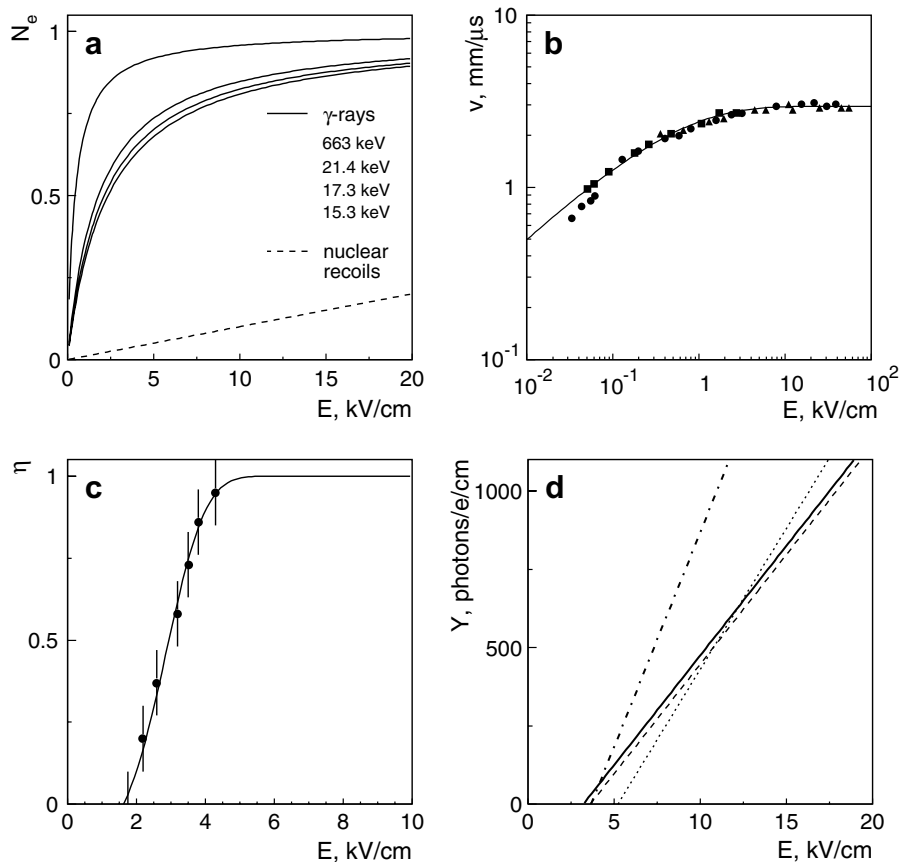 a
N_e
1
0.5
0
γ-rays
663 keV
21.4 keV
17.3 keV
15.3 keV
nuclear
recoils
0 5 10 15 20
E, kV/cm
b
v, mm/μs
10
1
10^-1
10^-2 10^-1 1 10 10^2
E, kV/cm
c
η
1
0.5
0
0 2 4 6 8 10
E, kV/cm
d
Y, photons/e/cm
1000
500
0
0 5 10 15 20
E, kV/cm